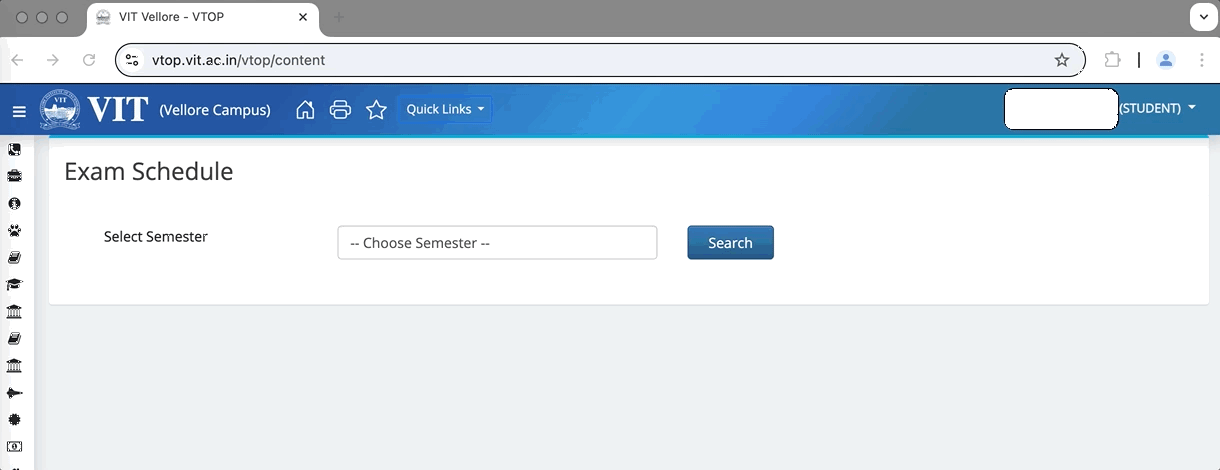 VIT Vellore - VTOP
vtop.vit.ac.in/vtop/content
VIT (Vellore Campus) Quick Links (STUDENT)
Exam Schedule
Select Semester -- Choose Semester -- Search